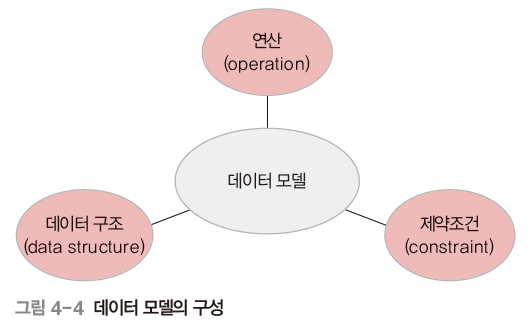 연산
(operation)
데이터 모델
데이터 구조
(data structure)
제약조건
(constraint)
그림 4-4 데이터 모델의 구성